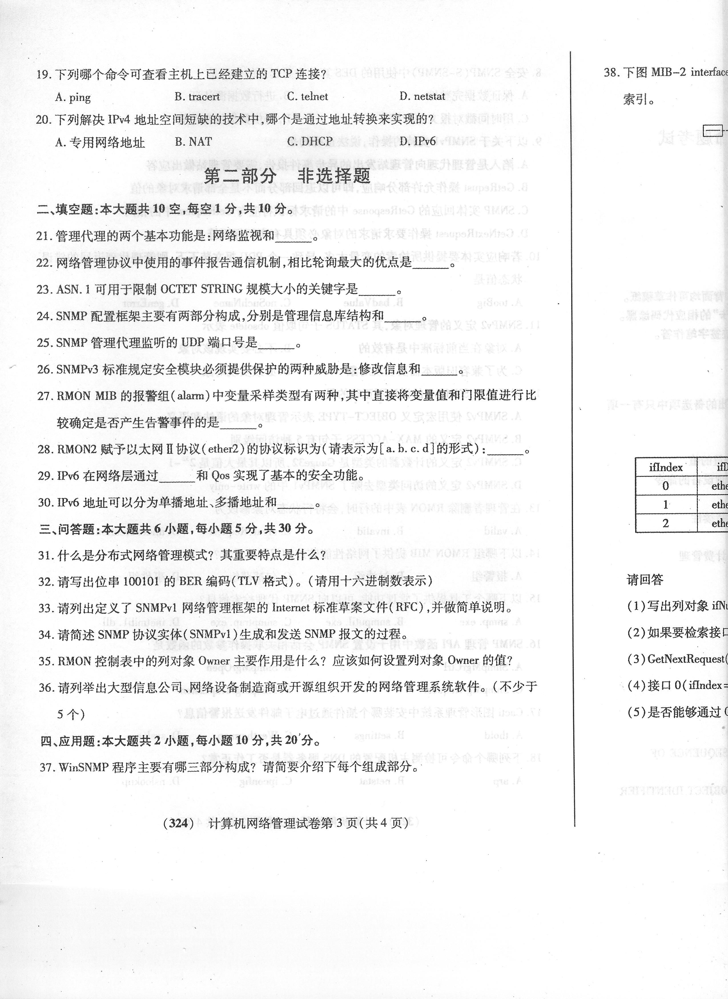 19. 下列哪个命令可查看主机上已经建立的 TCP 连接?
A. ping B. tracert C. telnet D. netstat
20. 下列解决 IPv4 地址空间短缺的技术中,哪个是通过地址转换来实现的?
A. 专用网络地址 B. NAT C. DHCP D. IPv6
第二部分 非选择题
二、填空题:本大题共 10 空,每空 1 分,共 10 分。
21. 管理代理的两个基本功能是:网络监视和______。
22. 网络管理协议中使用的事件报告通信机制,相比轮询最大的优点是______。
23. ASN. 1 可用于限制 OCTET STRING 规模大小的关键字是______。
24. SNMP 配置框架主要有两部分构成,分别是管理信息库结构和______。
25. SNMP 管理代理监听的 UDP 端口号是______。
26. SNMPv3 标准规定安全模块必须提供保护的两种威胁是:修改信息和______。
27. RMON MIB 的报警组(alarm)中变量采样类型有两种,其中直接将变量值和门限值进行比
较确定是否产生告警事件的是______。
28. RMON2 赋予以太网Ⅱ协议(ether2)的协议标识为(请表示为[a. b. c. d]的形式):______。
29. IPv6 在网络层通过______和 Qos 实现了基本的安全功能。
30. IPv6 地址可以分为单播地址、多播地址和______。
三、问答题:本大题共 6 小题,每小题 5 分,共 30 分。
31. 什么是分布式网络管理模式? 其重要特点是什么?
32. 请写出位串 100101 的 BER 编码(TLV 格式)。(请用十六进制数表示)
33. 请列出定义了 SNMPv1 网络管理框架的 Internet 标准草案文件(RFC),并做简单说明。
34. 请简述 SNMP 协议实体(SNMPv1)生成和发送 SNMP 报文的过程。
35. RMON 控制表中的列对象 Owner 主要作用是什么? 应该如何设置列对象 Owner 的值?
36. 请列举出大型信息公司、网络设备制造商或开源组织开发的网络管理系统软件。(不少于
5 个)
四、应用题:本大题共 2 小题,每小题 10 分,共 20 分。
37. WinSNMP 程序主要有哪三部分构成? 请简要介绍下每个组成部分。
(324) 计算机网络管理试卷第 3 页(共 4 页)
38. 下图 MIB-2 interface
索引。
ifIndex ifD
0 ethe
1 ethe
2 ethe
请回答
(1)写出列对象 ifNu
(2)如果要检索接口
(3)GetNextRequest(
(4)接口 0(ifIndex=
(5)是否能够通过